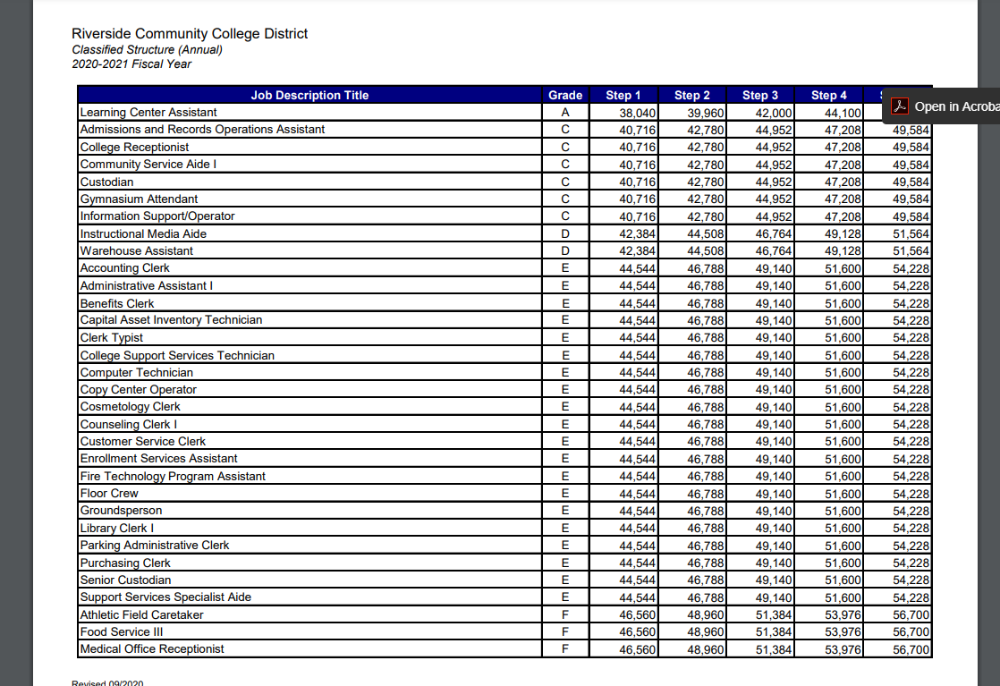 Riverside Community College District
Classified Structure (Annual)
2020-2021 Fiscal Year
Job Description Title Grade Step 1 Step 2 Step 3 Step 4
Open in Acroba
Learning Center Assistant A 38,040 39,960 42,000 44,100
Admissions and Records Operations Assistant C 40,716 42,780 44,952 47,208 49,584
College Receptionist C 40,716 42,780 44,952 47,208 49,584
Community Service Aide I C 40,716 42,780 44,952 47,208 49,584
Custodian C 40,716 42,780 44,952 47,208 49,584
Gymnasium Attendant C 40,716 42,780 44,952 47,208 49,584
Information Support/Operator C 40,716 42,780 44,952 47,208 49,584
Instructional Media Aide D 42,384 44,508 46,764 49,128 51,564
Warehouse Assistant D 42,384 44,508 46,764 49,128 51,564
Accounting Clerk E 44,544 46,788 49,140 51,600 54,228
Administrative Assistant I E 44,544 46,788 49,140 51,600 54,228
Benefits Clerk E 44,544 46,788 49,140 51,600 54,228
Capital Asset Inventory Technician E 44,544 46,788 49,140 51,600 54,228
Clerk Typist E 44,544 46,788 49,140 51,600 54,228
College Support Services Technician E 44,544 46,788 49,140 51,600 54,228
Computer Technician E 44,544 46,788 49,140 51,600 54,228
Copy Center Operator E 44,544 46,788 49,140 51,600 54,228
Cosmetology Clerk E 44,544 46,788 49,140 51,600 54,228
Counseling Clerk I E 44,544 46,788 49,140 51,600 54,228
Customer Service Clerk E 44,544 46,788 49,140 51,600 54,228
Enrollment Services Assistant E 44,544 46,788 49,140 51,600 54,228
Fire Technology Program Assistant E 44,544 46,788 49,140 51,600 54,228
Floor Crew E 44,544 46,788 49,140 51,600 54,228
Groundsperson E 44,544 46,788 49,140 51,600 54,228
Library Clerk I E 44,544 46,788 49,140 51,600 54,228
Parking Administrative Clerk E 44,544 46,788 49,140 51,600 54,228
Purchasing Clerk E 44,544 46,788 49,140 51,600 54,228
Senior Custodian E 44,544 46,788 49,140 51,600 54,228
Support Services Specialist Aide E 44,544 46,788 49,140 51,600 54,228
Athletic Field Caretaker F 46,560 48,960 51,384 53,976 56,700
Food Service III F 46,560 48,960 51,384 53,976 56,700
Medical Office Receptionist F 46,560 48,960 51,384 53,976 56,700
Revised 09/2020